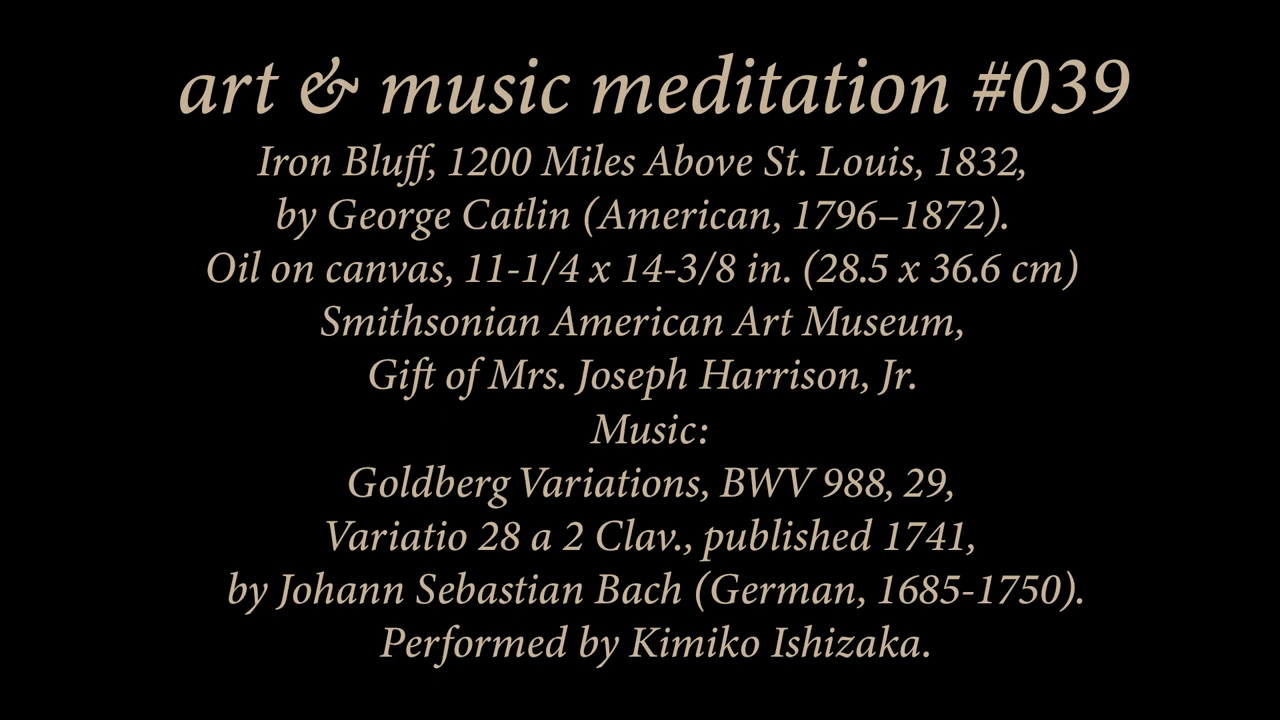 art & music meditation #039
Iron Bluff, 1200 Miles Above St. Louis, 1832,
by George Catlin (American, 1796–1872).
Oil on canvas, 11-1/4 x 14-3/8 in. (28.5 x 36.6 cm)
Smithsonian American Art Museum,
Gift of Mrs. Joseph Harrison, Jr.
Music:
Goldberg Variations, BWV 988, 29,
Variatio 28 a 2 Clav., published 1741,
by Johann Sebastian Bach (German, 1685-1750).
Performed by Kimiko Ishizaka.